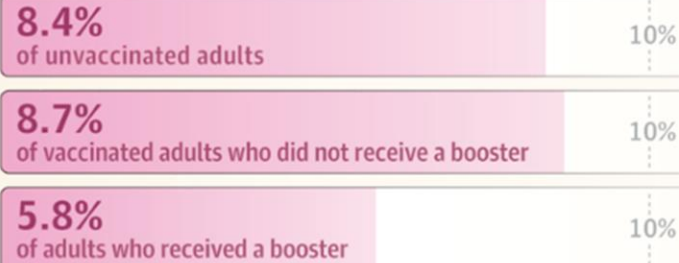 8.4%
of unvaccinated adults
10%
8.7%
of vaccinated adults who did not receive a booster
10%
5.8%
of adults who received a booster
10%